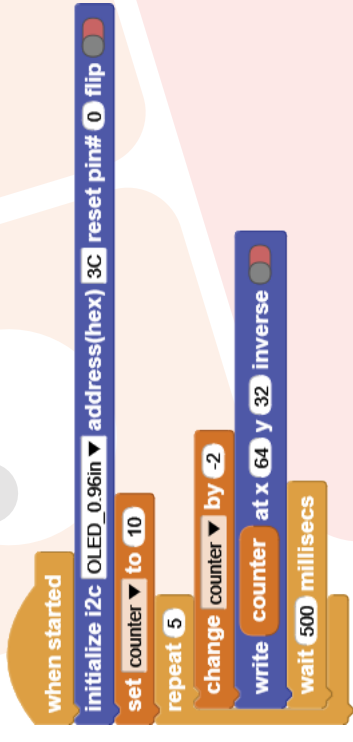 when started
initialize i2c OLED_0.96in address(hex) 3C reset pin# 0 flip
set counter to 10
repeat 5
change counter by -2
write counter at x 64 y 32 inverse
wait 500 millisecs